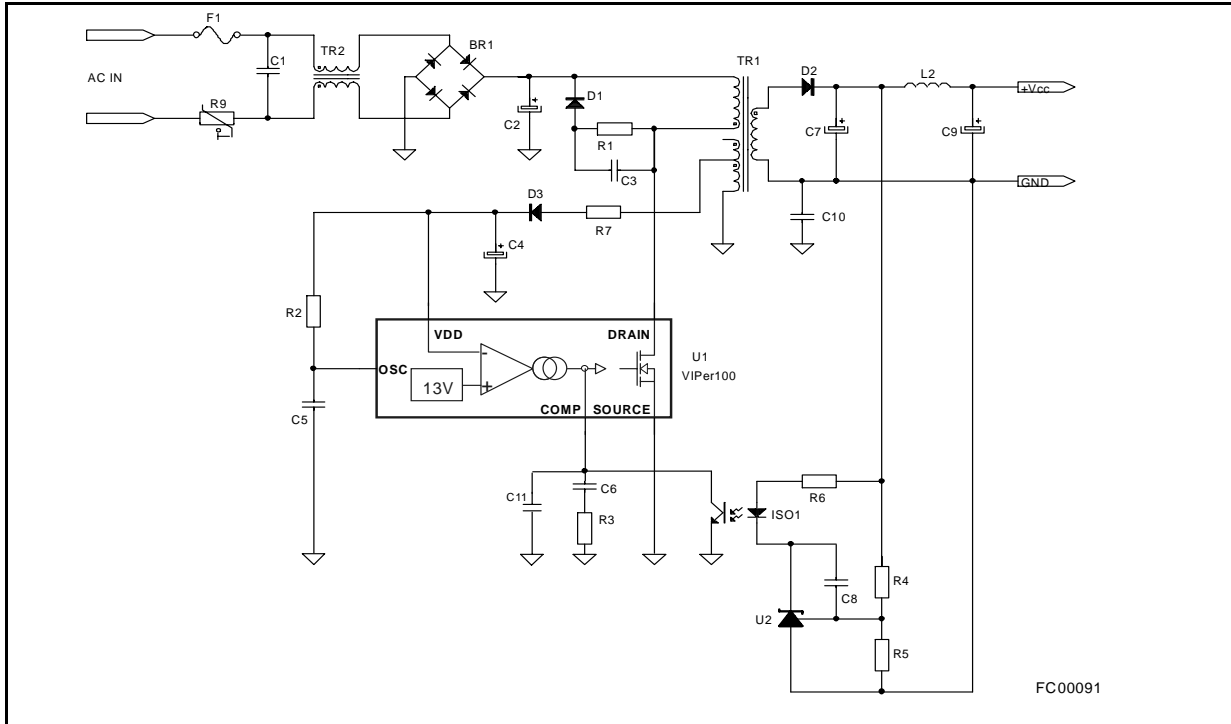 F1
TR2
BR1
C1
AC IN
R9
T°
C2
D1
R1
C3
TR1
D2
L2
+Vcc
C7
C9
GND
C10
D3
R7
C4
R2
VDD
DRAIN
OSC
13V
-
+
COMP
SOURCE
U1
VIPer100
C5
C11
C6
R3
ISO1
R6
C8
R4
U2
R5
FC00091